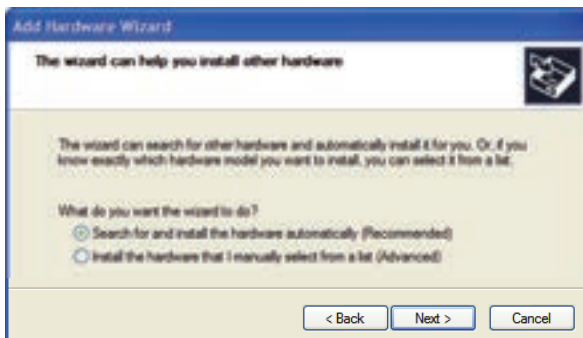 Add Hardware Wizard
The wizard can help you install other hardware
The wizard can search for other hardware and automatically install it for you. Or, if you
know exactly which hardware model you want to install, you can select it from a list.
What do you want the wizard to do?
Search for and install the hardware automatically (Recommended)
Install the hardware that I manually select from a list (Advanced)
< Back
Next >
Cancel